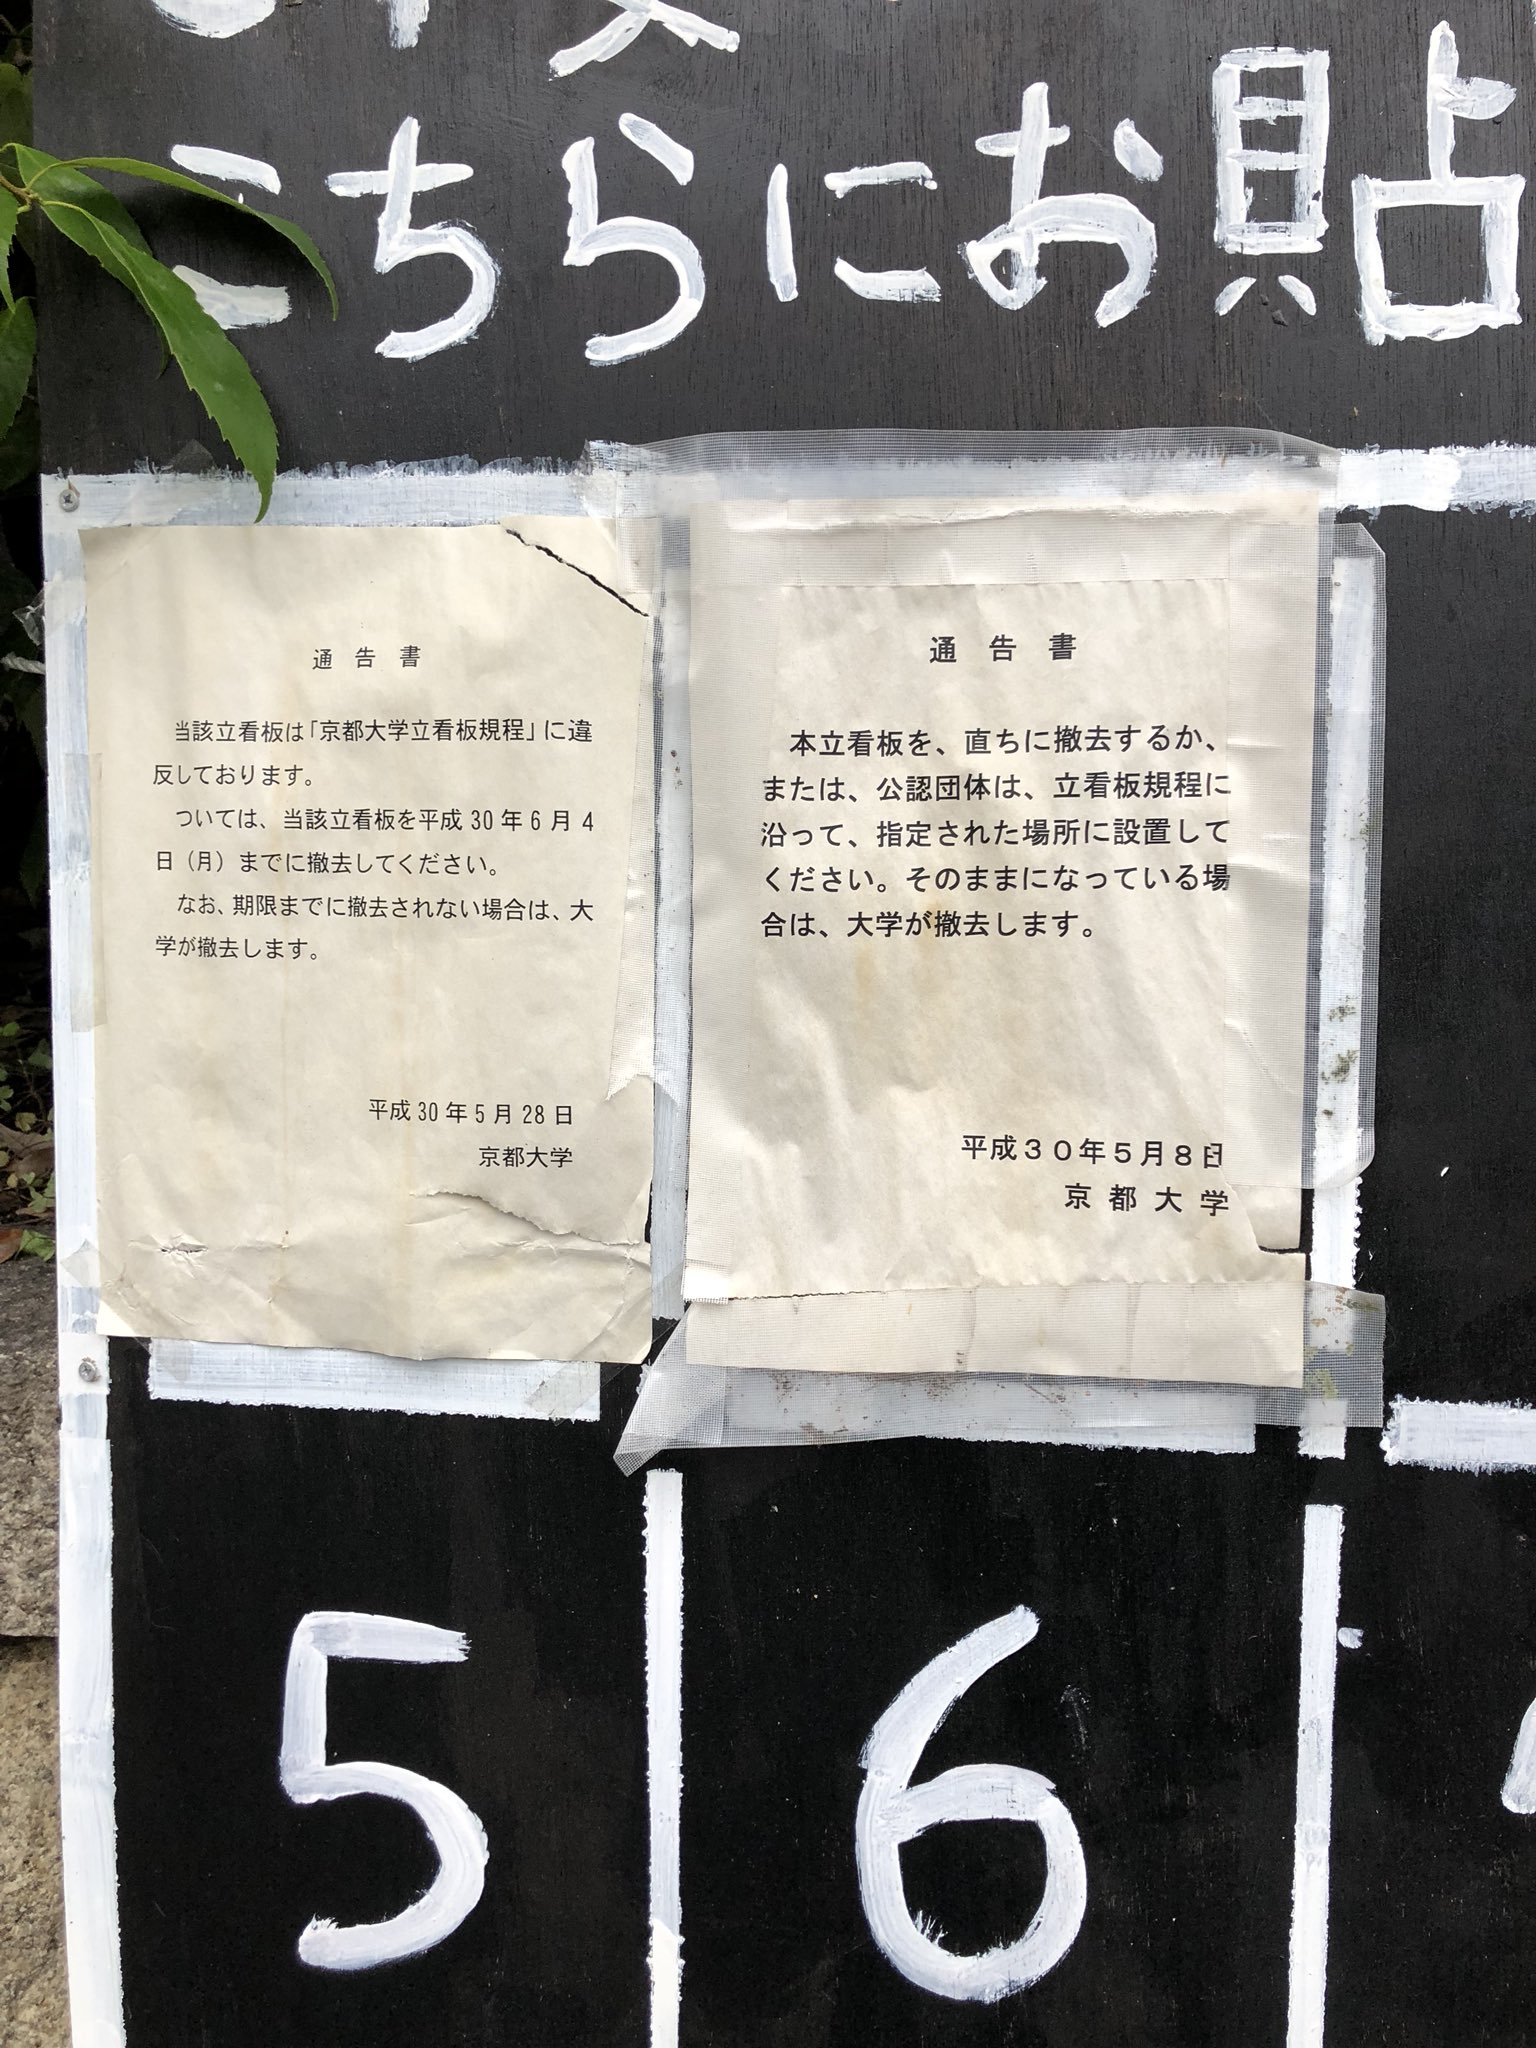 こちらにお貼
通告書
当該立看板は「京都大学立看板規程」に違
反しております。
ついては、当該立看板を平成30年6月4
日(月)までに撤去してください。
なお、期限までに撤去されない場合は、大
学が撤去します。
平成30年5月28日
京都大学
通告書
本立看板を、直ちに撤去するか、
または、公認団体は、立看板規程に
沿って、指定された場所に設置して
ください。そのままになっている場
合は、大学が撤去します。
平成30年5月8日
京都大学
5
6